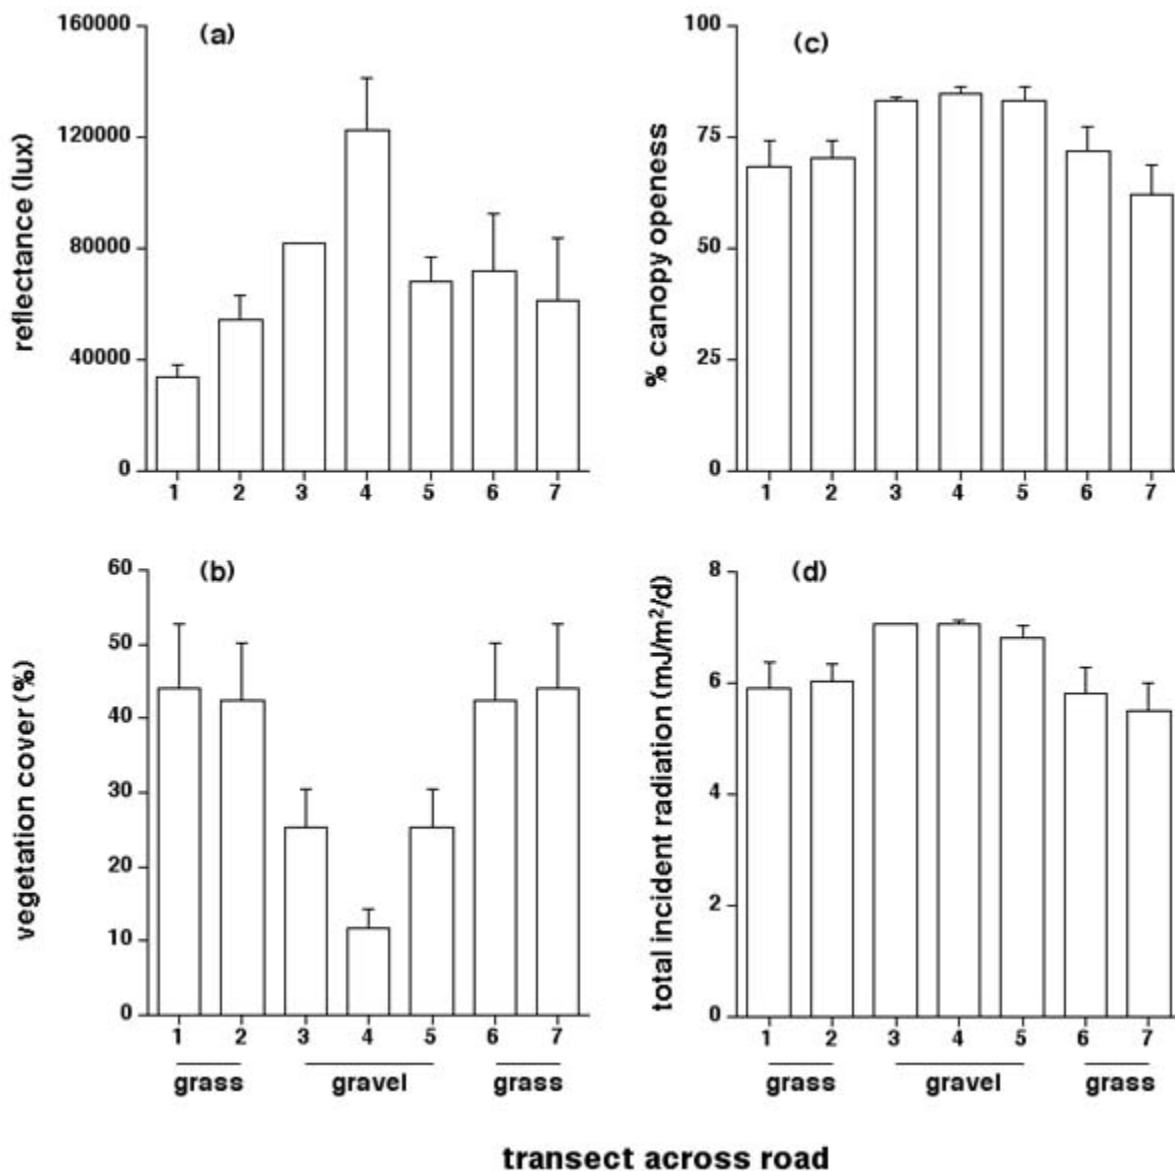 (a)
reflectance (lux)
160000
120000
80000
40000
0
1 2 3 4 5 6 7
(c)
% canopy openess
100
75
50
25
0
1 2 3 4 5 6 7
(b)
vegetation cover (%)
60
50
40
30
20
10
0
1 2 3 4 5 6 7
grass gravel grass
(d)
total incident radiation (mJ/m²/d)
8
6
4
2
0
1 2 3 4 5 6 7
grass gravel grass
transect across road